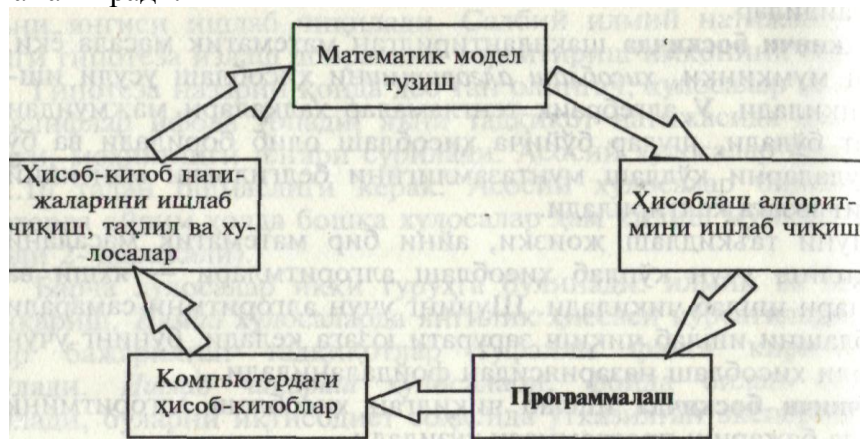 Математик модел
тузиш
Ҳисоблаш алгорит-
мини ишлаб чиқиш
Программалаш
Компьютердаги
ҳисоб-китоблар
Ҳисоб-китоб нати-
жаларини ишлаб
чиқиш, таҳлил ва ху-
лосалар